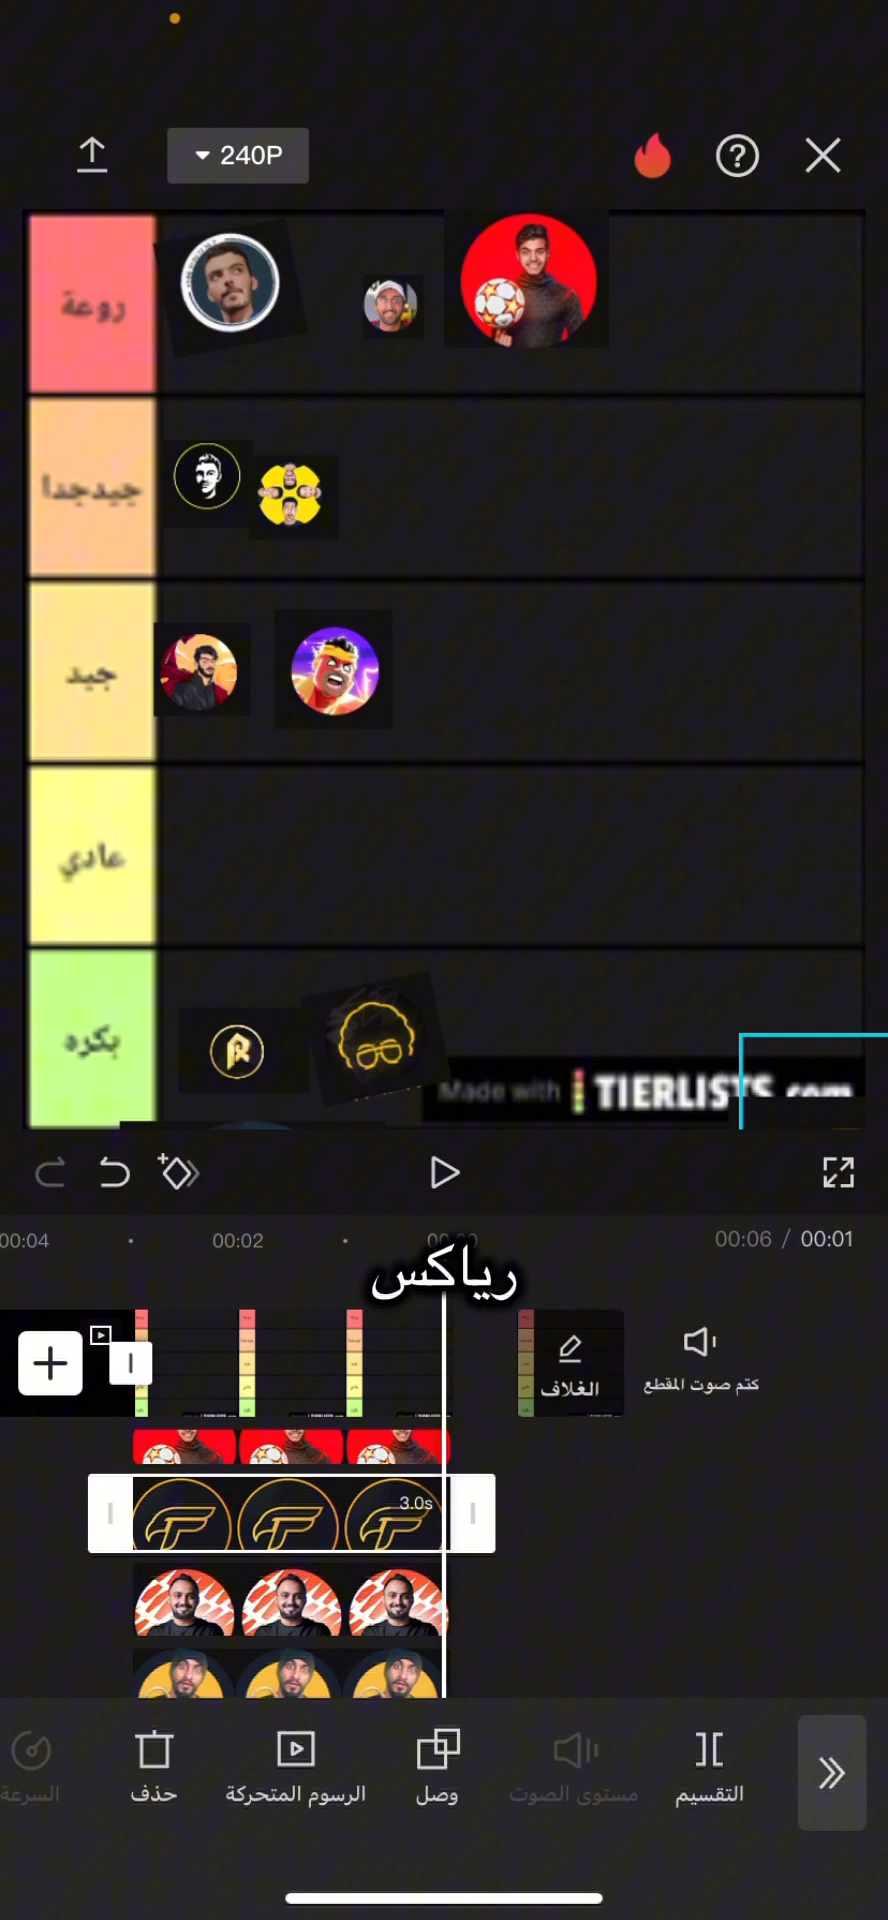 240P
روعة
جيدجداً
جيد
عادي
بكره
Made with TIERLISTS.com
00:04
00:02
00:06 / 00:01
رياكس
الغلاف
كتم صوت المقطع
3.0s
السرعة
حذف
الرسوم المتحركة
وصل
مستوى الصوت
التقسيم